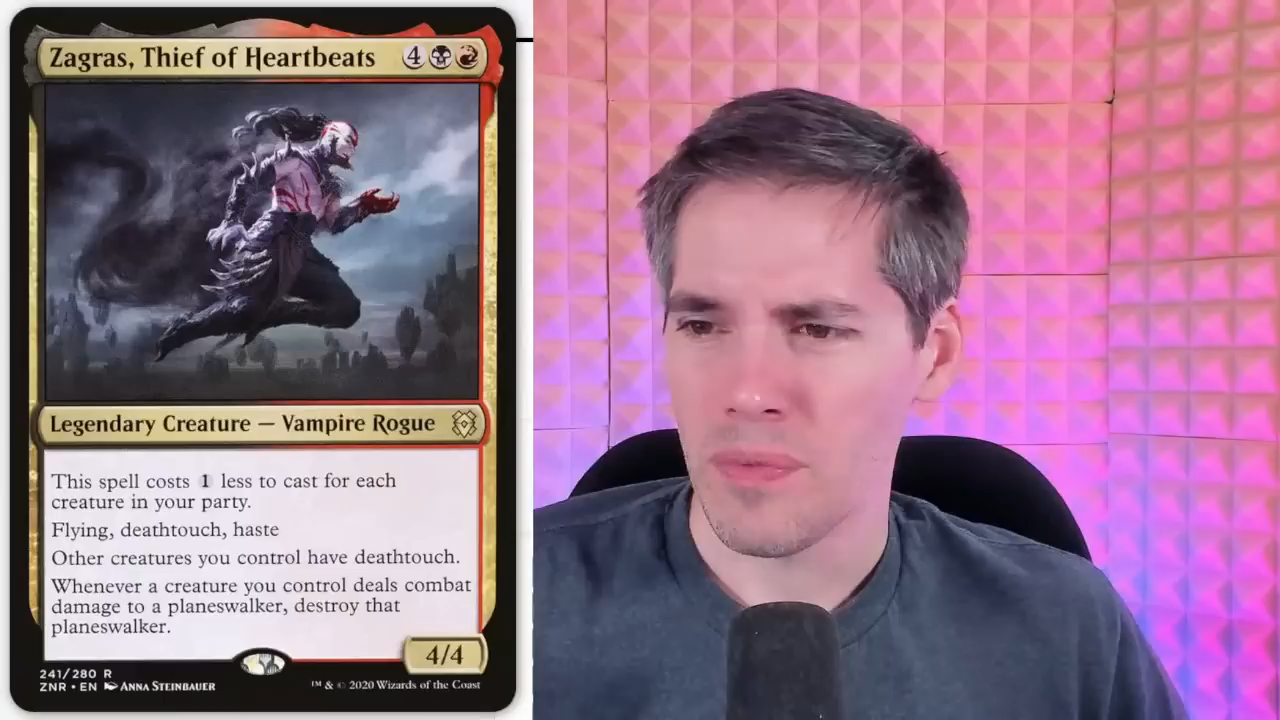 Zagras, Thief of Heartbeats 4
Legendary Creature — Vampire Rogue
This spell costs 1 less to cast for each
creature in your party.
Flying, deathtouch, haste
Other creatures you control have deathtouch.
Whenever a creature you control deals combat
damage to a planeswalker, destroy that
planeswalker.
4/4
241/280 R
ZNR • EN ANNA STEINBAUER
™ & © 2020 Wizards of the Coast